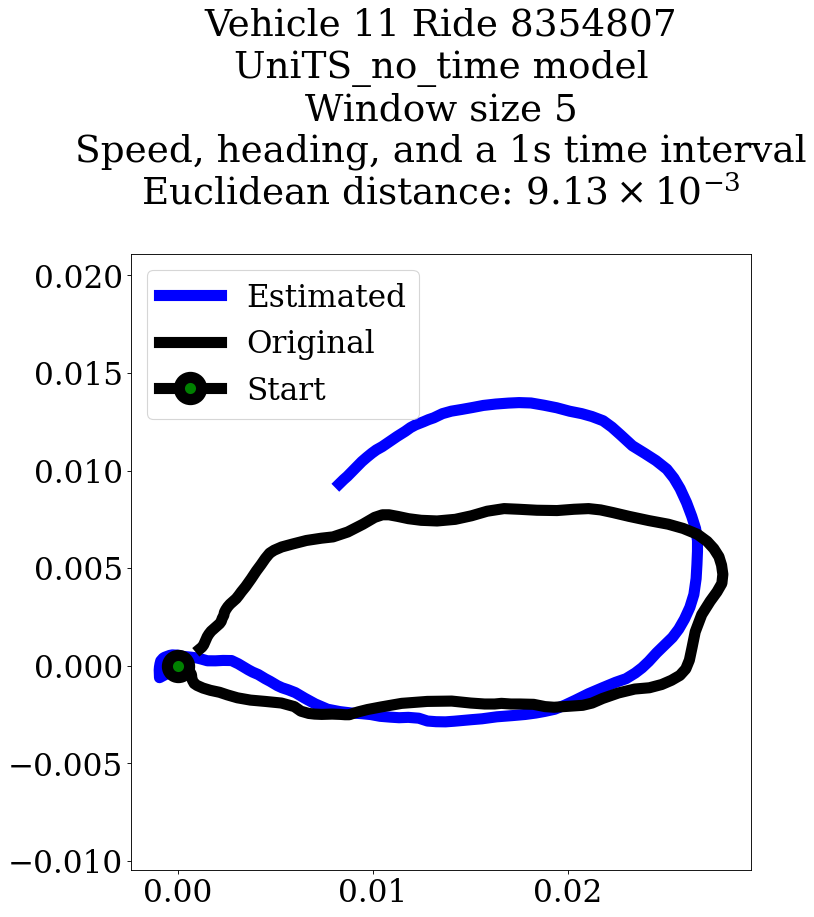 Vehicle 11 Ride 8354807
UniTS_no_time model
Window size 5
Speed, heading, and a 1s time interval
Euclidean distance: 9.13 × 10⁻³
0.020
Estimated
Original
0.015
Start
0.010
0.005
0.000
−0.005
−0.010
0.00 0.01 0.02